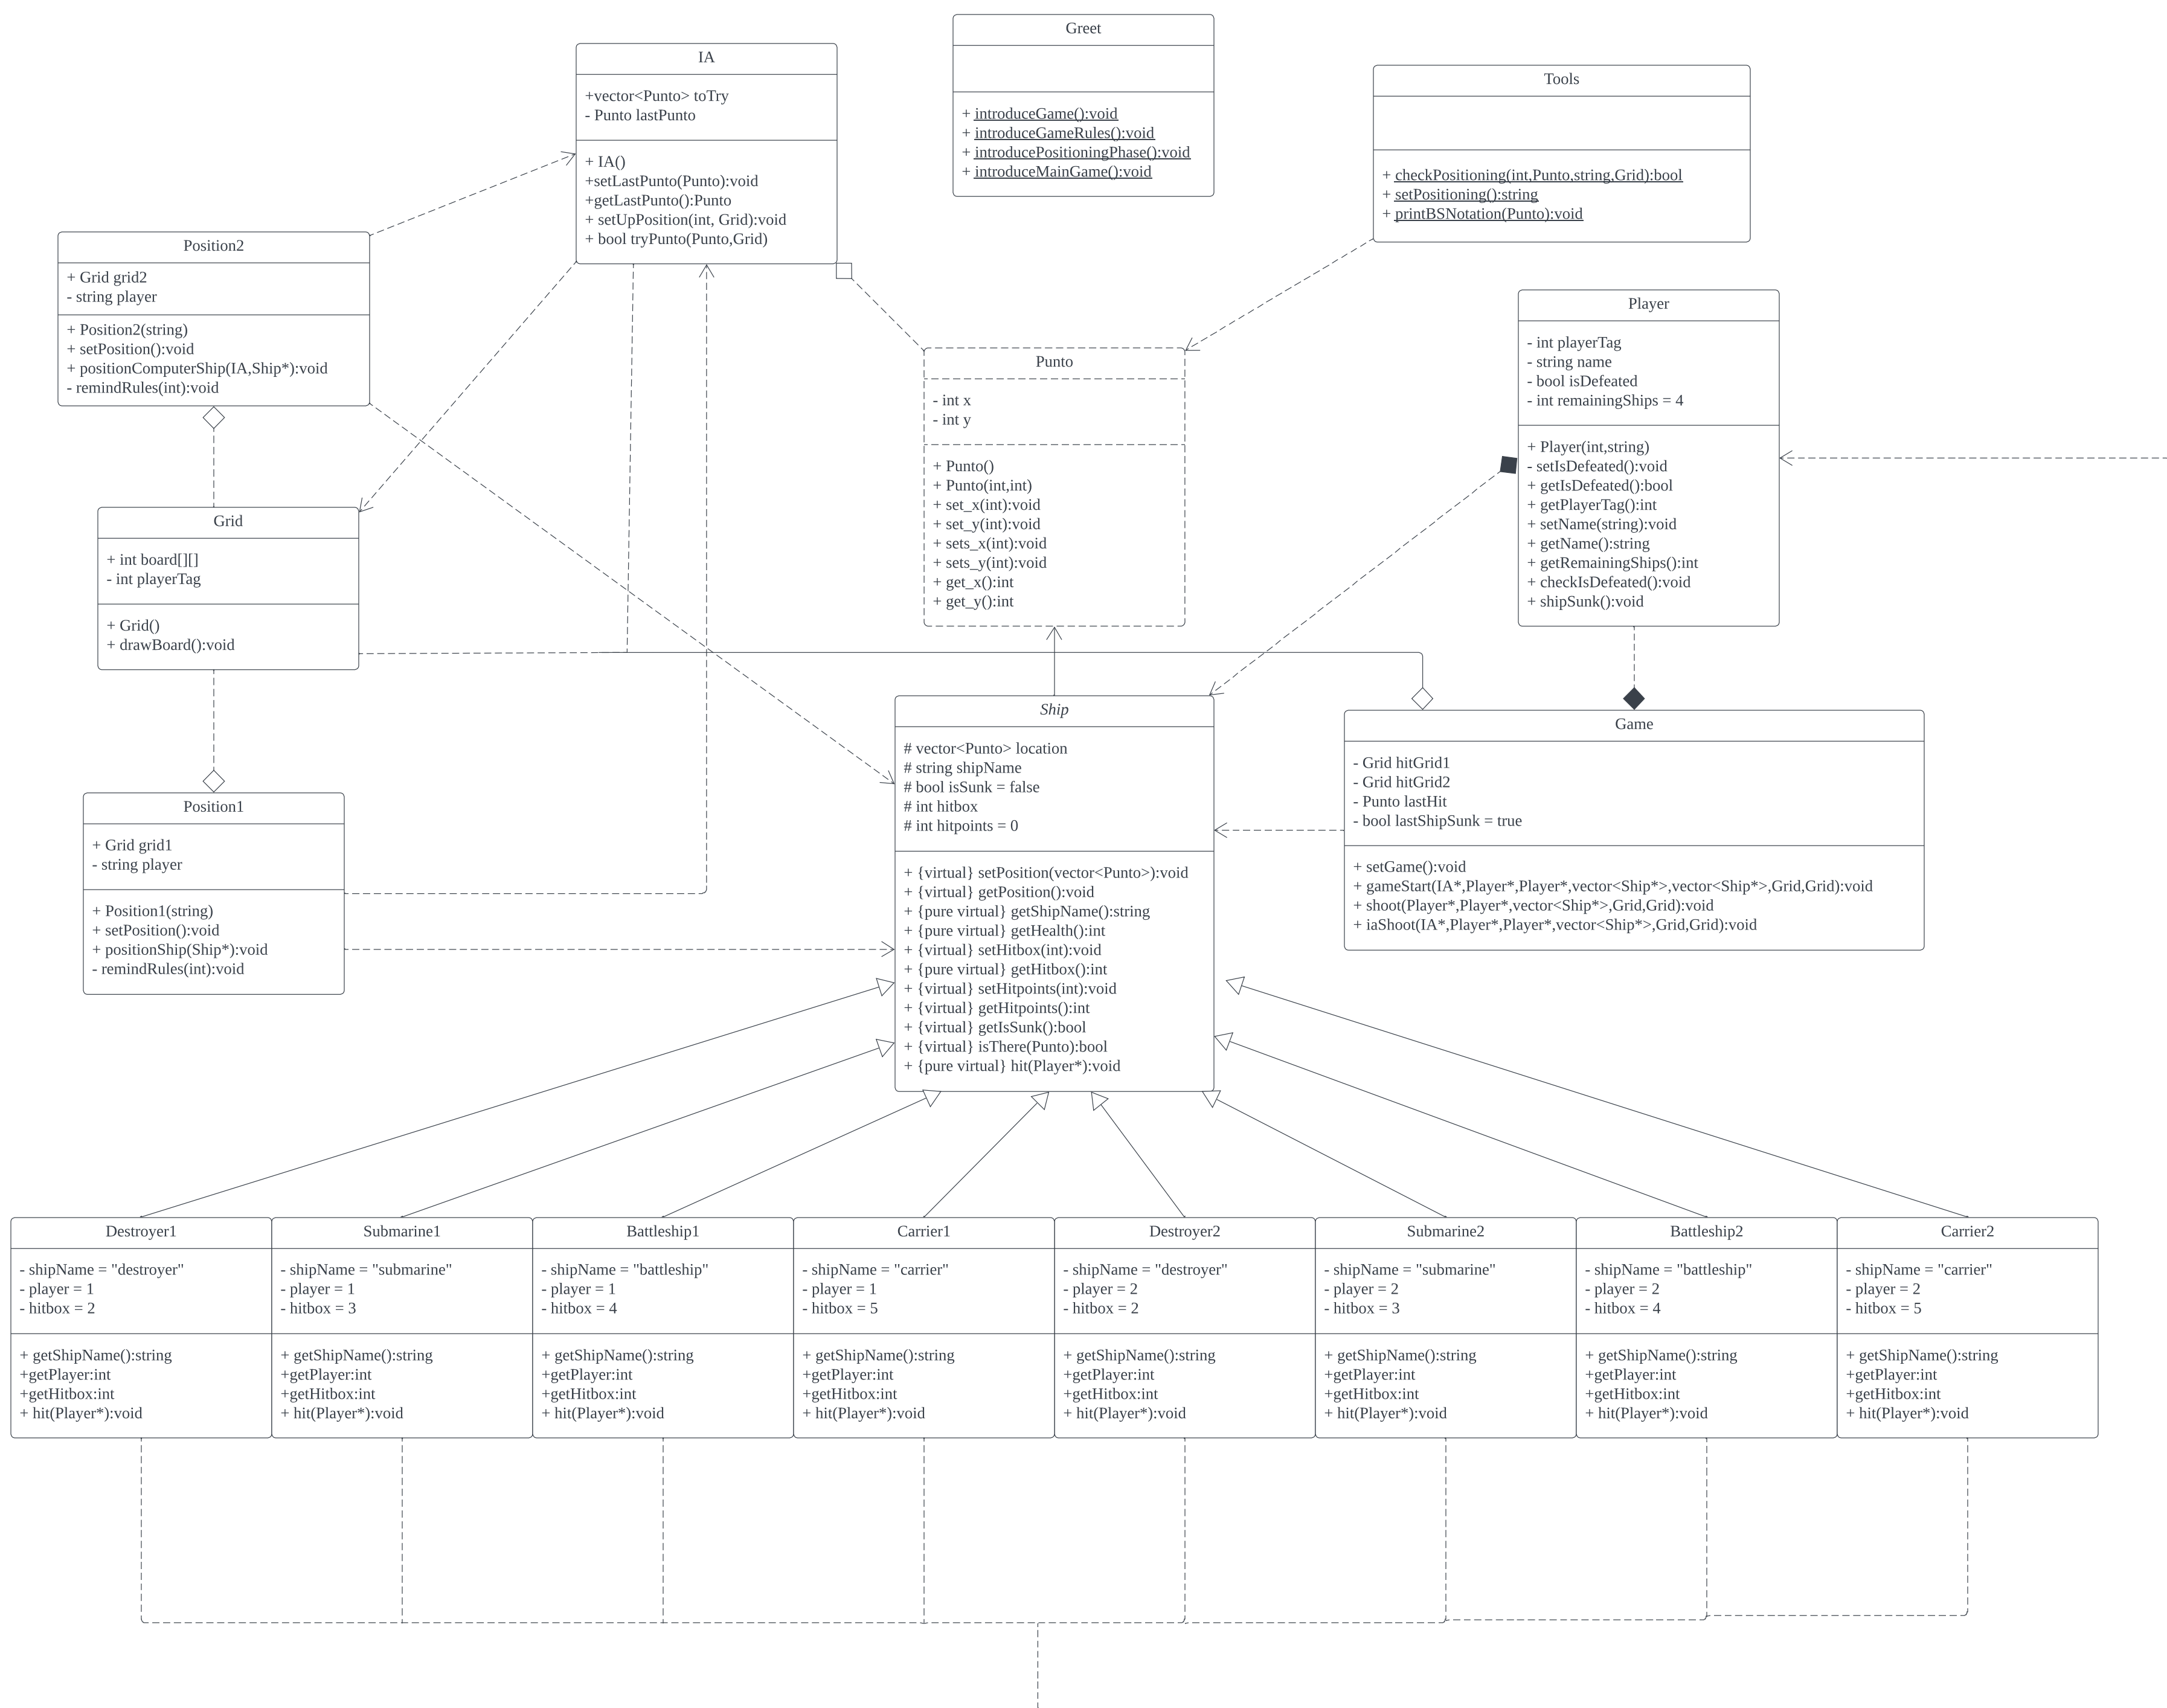 Greet
+ introduceGame():void
+ introduceGameRules():void
+ introducePositioningPhase():void
+ introduceMainGame():void
IA
+vector<Punto> toTry
- Punto lastPunto
+ IA()
+setLastPunto(Punto):void
+getLastPunto():Punto
+ setUpPosition(int, Grid):void
+ bool tryPunto(Punto,Grid)
Tools
+ checkPositioning(int,Punto,string,Grid):bool
+ setPositioning():string
+ printBSNotation(Punto):void
Position2
+ Grid grid2
- string player
+ Position2(string)
+ setPosition():void
+ positionComputerShip(IA,Ship*):void
- remindRules(int):void
Player
- int playerTag
- string name
- bool isDefeated
- int remainingShips = 4
+ Player(int,string)
- setIsDefeated():void
+ getIsDefeated():bool
+ getPlayerTag():int
+ setName(string):void
+ getName():string
+ getRemainingShips():int
+ checkIsDefeated():void
+ shipSunk():void
Punto
- int x
- int y
+ Punto()
+ Punto(int,int)
+ set_x(int):void
+ set_y(int):void
+ sets_x(int):void
+ sets_y(int):void
+ get_x():int
+ get_y():int
Grid
+ int board[][]
- int playerTag
+ Grid()
+ drawBoard():void
Ship
# vector<Punto> location
# string shipName
# bool isSunk = false
# int hitbox
# int hitpoints = 0
+ {virtual} setPosition(vector<Punto>):void
+ {virtual} getPosition():void
+ {pure virtual} getShipName():string
+ {pure virtual} getHealth():int
+ {virtual} setHitbox(int):void
+ {pure virtual} getHitbox():int
+ {virtual} setHitpoints(int):void
+ {virtual} getHitpoints():int
+ {virtual} getIsSunk():bool
+ {virtual} isThere(Punto):bool
+ {pure virtual} hit(Player*):void
Game
- Grid hitGrid1
- Grid hitGrid2
- Punto lastHit
- bool lastShipSunk = true
+ setGame():void
+ gameStart(IA*,Player*,Player*,vector<Ship*>,vector<Ship*>,Grid,Grid):void
+ shoot(Player*,Player*,vector<Ship*>,Grid,Grid):void
+ iaShoot(IA*,Player*,Player*,vector<Ship*>,Grid,Grid):void
Position1
+ Grid grid1
- string player
+ Position1(string)
+ setPosition():void
+ positionShip(Ship*):void
- remindRules(int):void
Destroyer1
- shipName = "destroyer"
- player = 1
- hitbox = 2
+ getShipName():string
+getPlayer:int
+getHitbox:int
+ hit(Player*):void
Submarine1
- shipName = "submarine"
- player = 1
- hitbox = 3
+ getShipName():string
+getPlayer:int
+getHitbox:int
+ hit(Player*):void
Battleship1
- shipName = "battleship"
- player = 1
- hitbox = 4
+ getShipName():string
+getPlayer:int
+getHitbox:int
+ hit(Player*):void
Carrier1
- shipName = "carrier"
- player = 1
- hitbox = 5
+ getShipName():string
+getPlayer:int
+getHitbox:int
+ hit(Player*):void
Destroyer2
- shipName = "destroyer"
- player = 2
- hitbox = 2
+ getShipName():string
+getPlayer:int
+getHitbox:int
+ hit(Player*):void
Submarine2
- shipName = "submarine"
- player = 2
- hitbox = 3
+ getShipName():string
+getPlayer:int
+getHitbox:int
+ hit(Player*):void
Battleship2
- shipName = "battleship"
- player = 2
- hitbox = 4
+ getShipName():string
+getPlayer:int
+getHitbox:int
+ hit(Player*):void
Carrier2
- shipName = "carrier"
- player = 2
- hitbox = 5
+ getShipName():string
+getPlayer:int
+getHitbox:int
+ hit(Player*):void